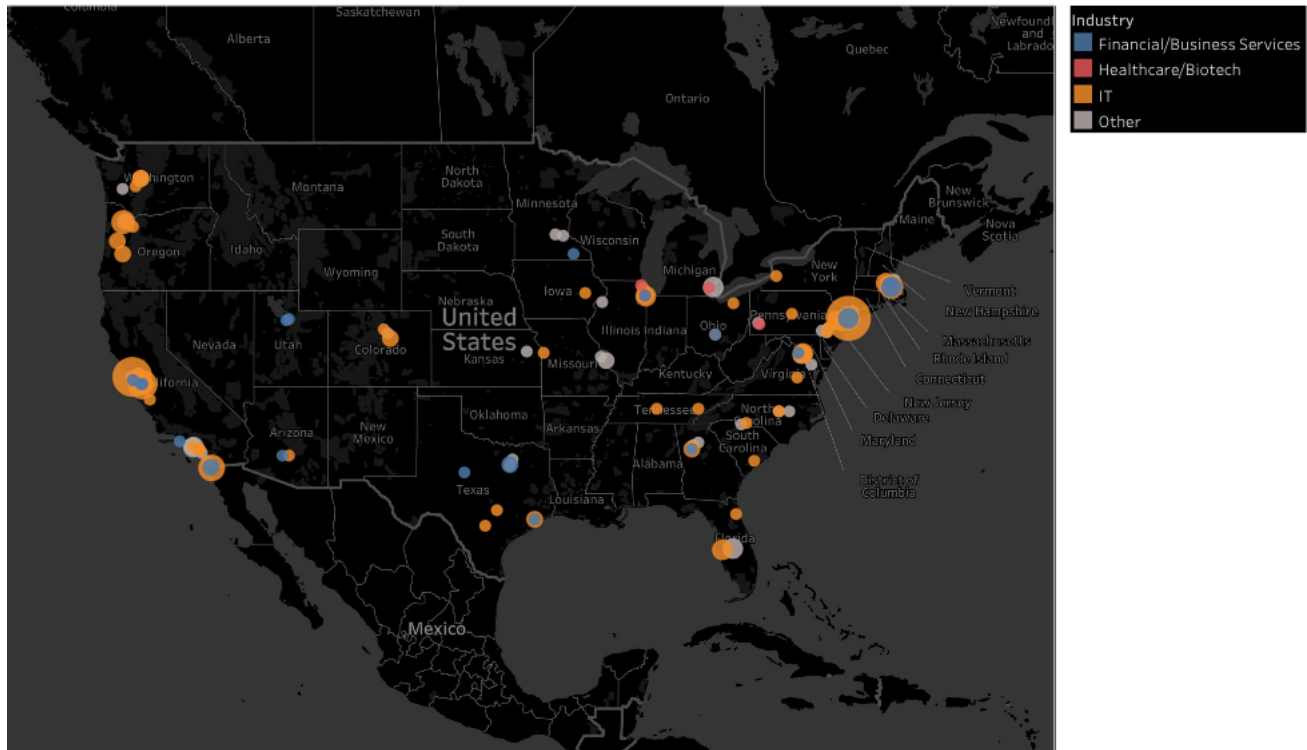 Columbia
Saskatchewan
Newfoundl
and
Labrado
Alberta
Quebec
Ontario
Industry
Financial/Business Services
Healthcare/Biotech
IT
Other
Washington
Montana
North
Dakota
Minnesota
New
Brunswick
Maine
Nova
Scotia
Oregon
Idaho
South
Dakota
Wisconsin
Michigan
New
York
Wyoming
Iowa
Nebraska
United
States
Illinois
Indiana
Ohio
Pennsylvania
Vermont
New Hampshire
Massachusetts
Rhode Island
Connecticut
New Jersey
Delaware
Maryland
District of
Columbia
Nevada
Utah
Colorado
Kansas
Missouri
Kentucky
Virginia
lifornia
Arizona
New
Mexico
Oklahoma
Arkansas
Tennessee
North
Carolina
South
Carolina
Alabama
Texas
Louisiana
Florida
Mexico